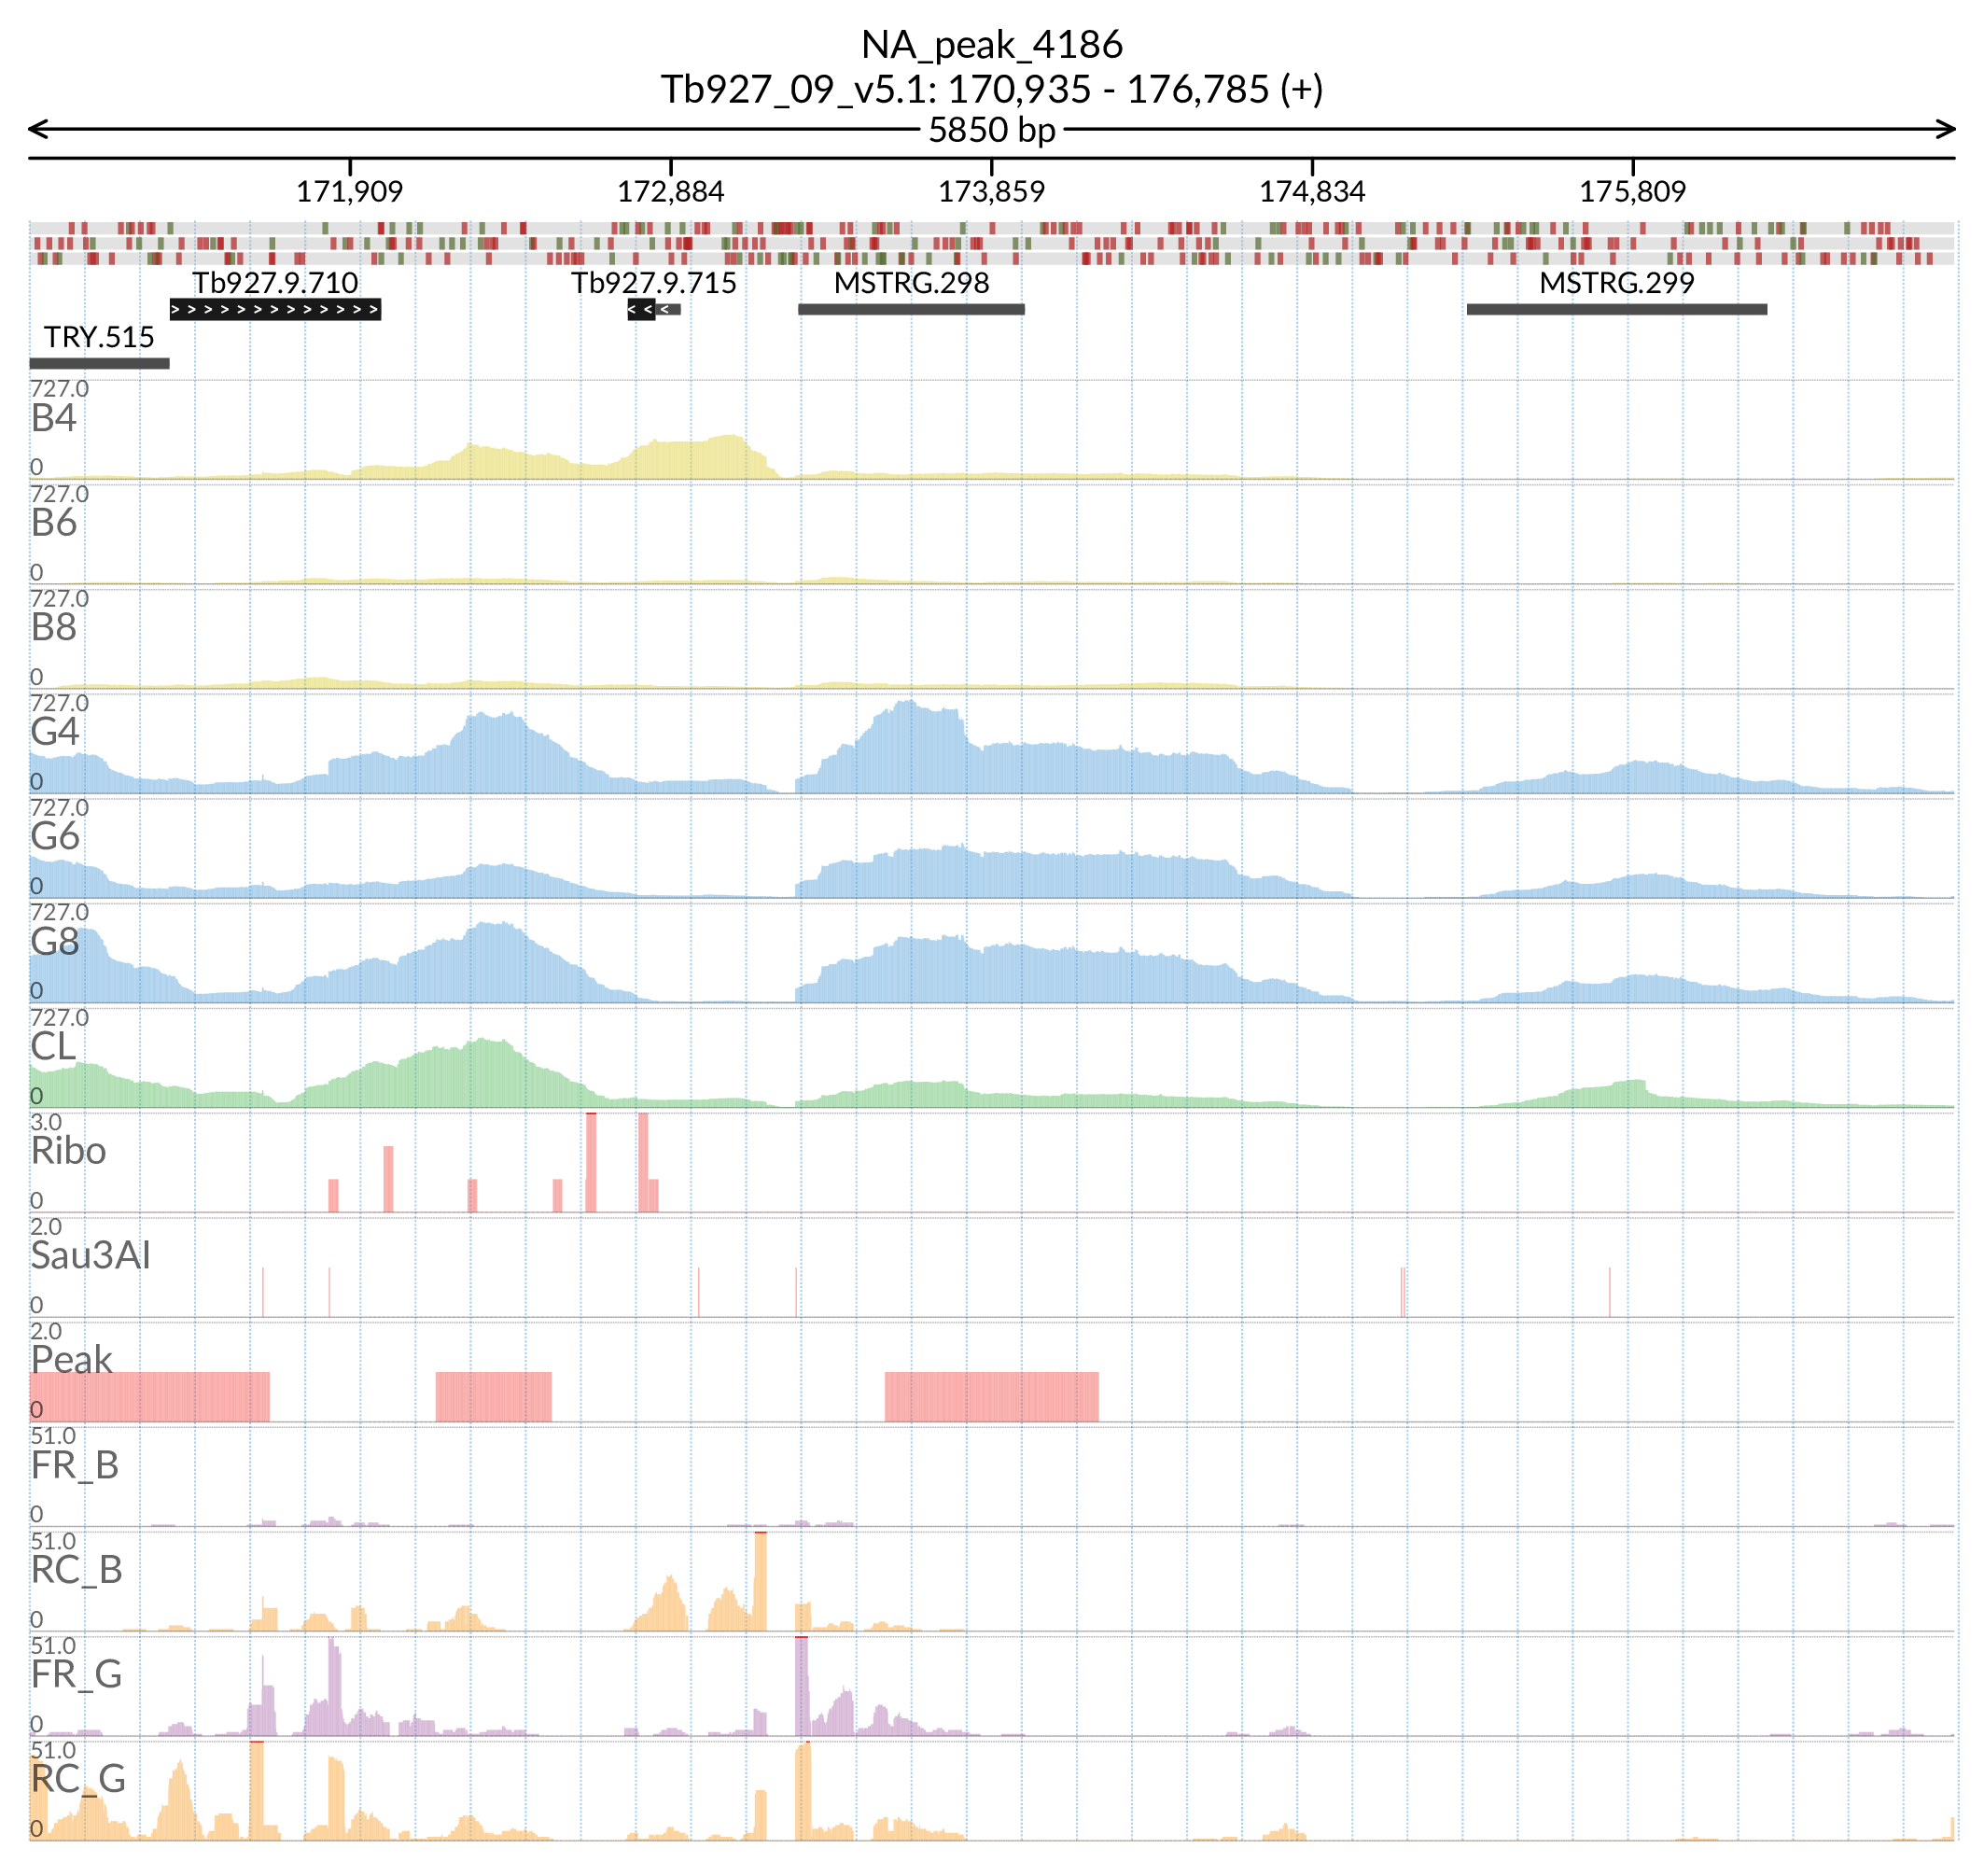 NA_peak_4186
Tb927_09_v5.1: 170,935 - 176,785 (+)
5850 bp
171,909 172,884 173,859 174,834 175,809
Tb927.9.710 Tb927.9.715 MSTRG.298 MSTRG.299
TRY.515
727.0
B4
0
727.0
B6
0
727.0
B8
0
727.0
G4
0
727.0
G6
0
727.0
G8
0
727.0
CL
0
3.0
Ribo
0
2.0
Sau3AI
0
2.0
Peak
0
51.0
FR_B
0
51.0
RC_B
0
51.0
FR_G
0
51.0
RC_G
0